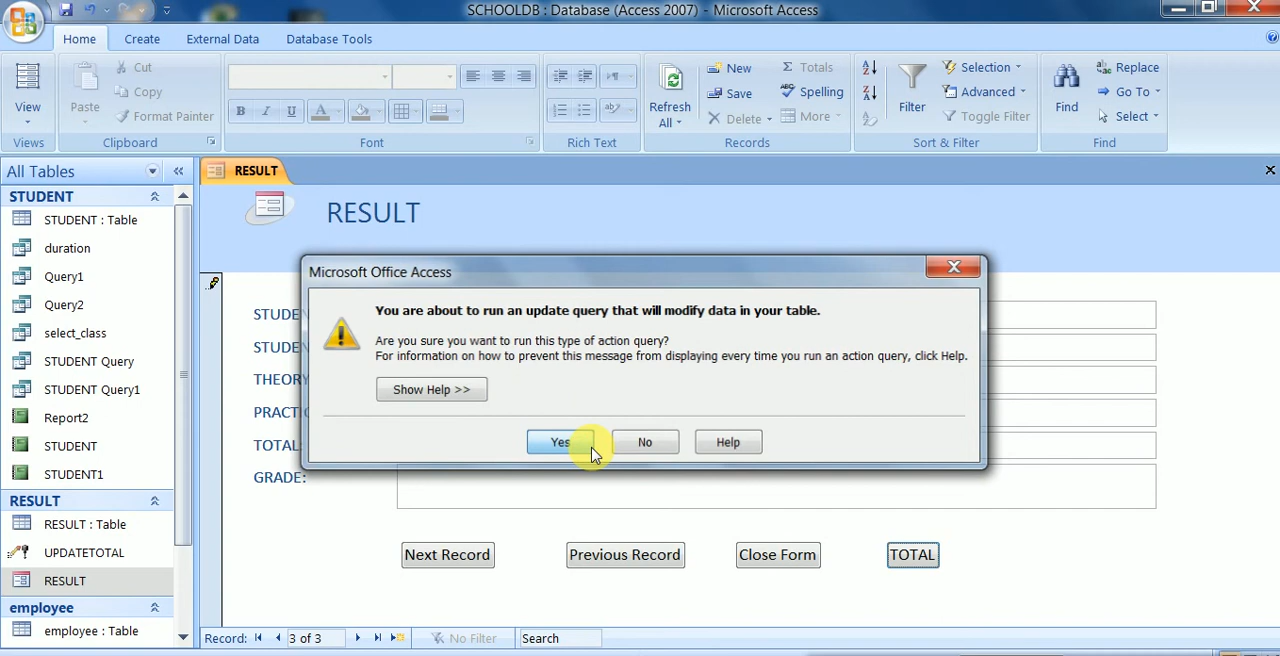 SCHOOLDB : Database (Access 2007) - Microsoft Access
Home Create External Data Database Tools
View
Views
Paste
Cut
Copy
Format Painter
Clipboard
B I U A
Font
Rich Text
Refresh All
New
Save
Delete
Totals
Spelling
More
Records
Filter
Selection
Advanced
Toggle Filter
Sort & Filter
Find
Replace
Go To
Select
Find
All Tables
STUDENT
STUDENT : Table
duration
Query1
Query2
select_class
STUDENT Query
STUDENT Query1
Report2
STUDENT
STUDENT1
RESULT
RESULT : Table
UPDATETOTAL
RESULT
employee
employee : Table
RESULT
RESULT
THEORY
TOTAL:
GRADE:
Microsoft Office Access
You are about to run an update query that will modify data in your table.
Are you sure you want to run this type of action query?
For information on how to prevent this message from displaying every time you run an action query, click Help.
Show Help >>
Yes No Help
Next Record Previous Record Close Form TOTAL
Record: 3 of 3 No Filter Search